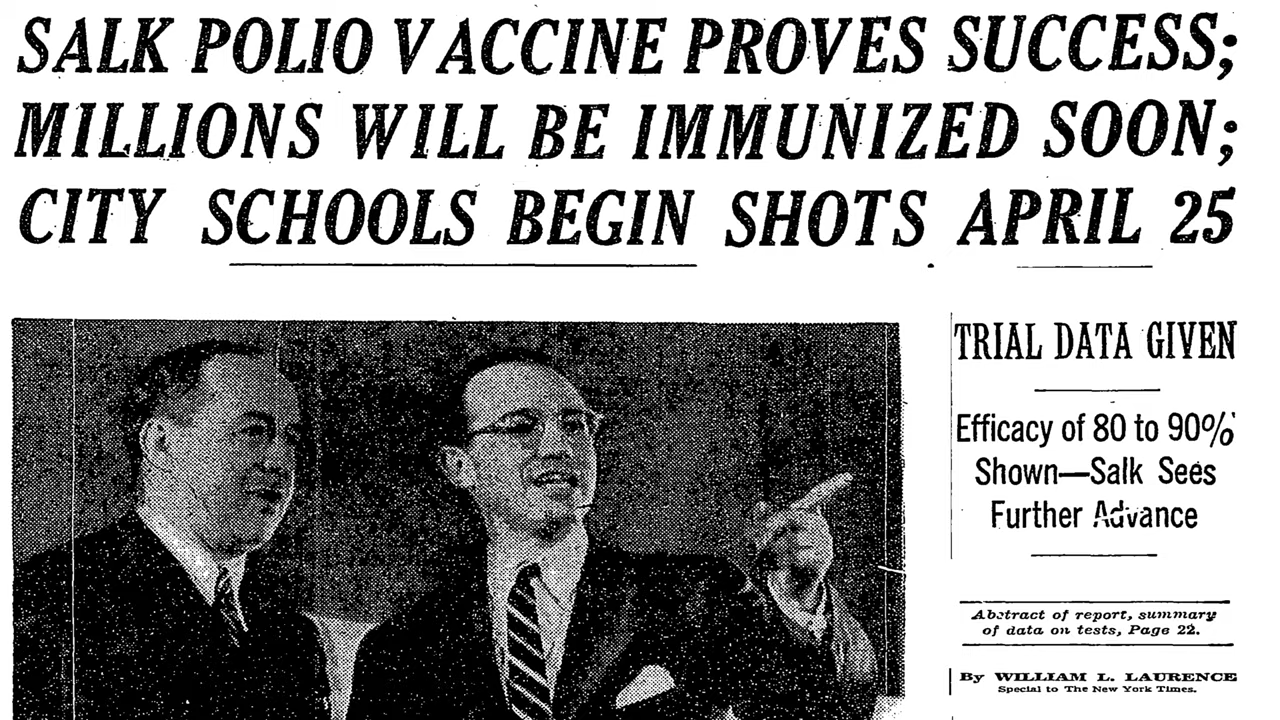 SALK POLIO VACCINE PROVES SUCCESS;
MILLIONS WILL BE IMMUNIZED SOON;
CITY SCHOOLS BEGIN SHOTS APRIL 25
TRIAL DATA GIVEN
Efficacy of 80 to 90%
Shown—Salk Sees
Further Advance
Abstract of report, summary
of data on tests, Page 22.
By WILLIAM L. LAURENCE
Special to The New York Times.